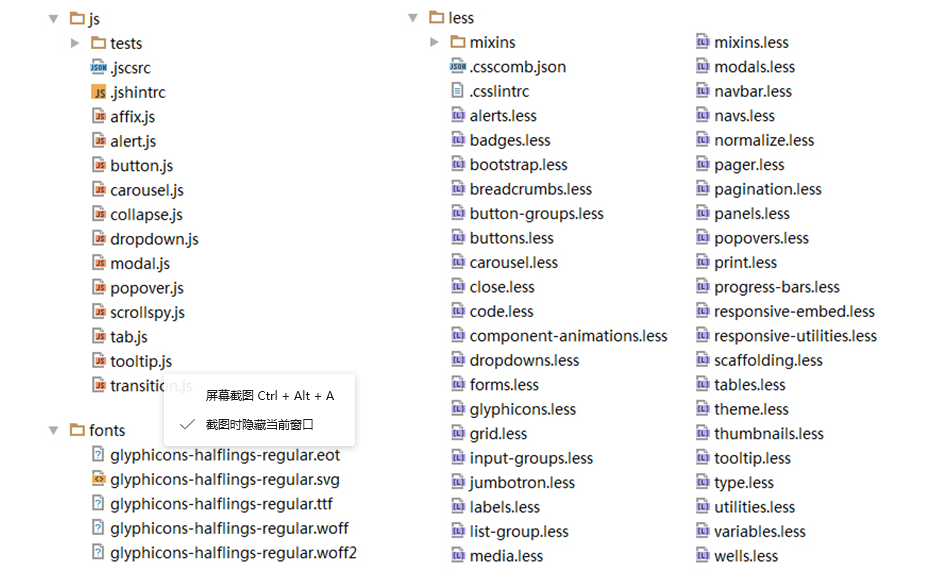 js
tests
.jscsrc
.jshintrc
affix.js
alert.js
button.js
carousel.js
collapse.js
dropdown.js
modal.js
popover.js
scrollspy.js
tab.js
tooltip.js
transition.js
屏幕截图 Ctrl + Alt + A
截图时隐藏当前窗口
fonts
glyphicons-halflings-regular.eot
glyphicons-halflings-regular.svg
glyphicons-halflings-regular.ttf
glyphicons-halflings-regular.woff
glyphicons-halflings-regular.woff2
less
mixins
.csscomb.json
.csslintrc
alerts.less
badges.less
bootstrap.less
breadcrumbs.less
button-groups.less
buttons.less
carousel.less
close.less
code.less
component-animations.less
dropdowns.less
forms.less
glyphicons.less
grid.less
input-groups.less
jumbotron.less
labels.less
list-group.less
media.less
mixins.less
modals.less
navbar.less
navs.less
normalize.less
pager.less
pagination.less
panels.less
popovers.less
print.less
progress-bars.less
responsive-embed.less
responsive-utilities.less
scaffolding.less
tables.less
theme.less
thumbnails.less
tooltip.less
type.less
utilities.less
variables.less
wells.less